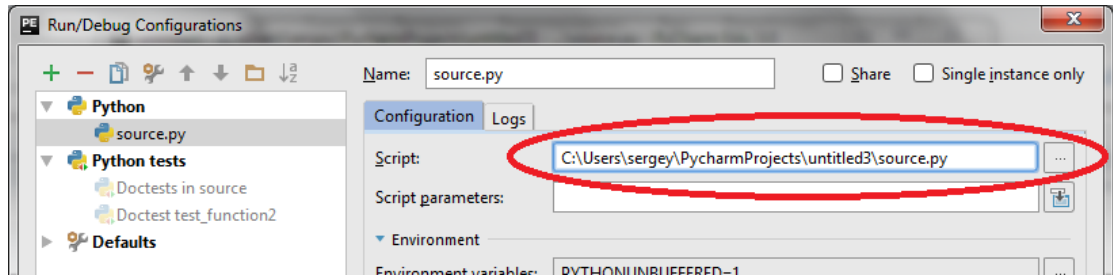 PE Run/Debug Configurations
Name: source.py Share Single instance only
Python
source.py
Python tests
Doctests in source
Doctest test_function2
Defaults
Configuration Logs
Script: C:\Users\sergey\PycharmProjects\untitled3\source.py ...
Script parameters:
Environment
Environment variables: PYTHONUNBUFFERED=1 ...